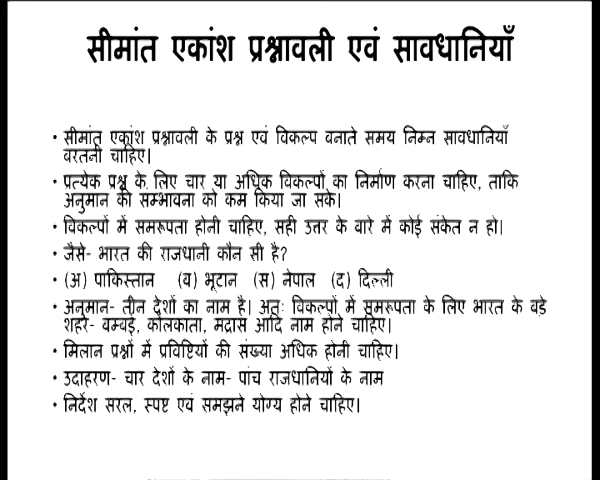 सीमांत एकांश प्रश्नावली एवं सावधानियाँ
• सीमांत एकांश प्रश्नावली के प्रश्न एवं विकल्प बनाते समय निम्न सावधानियाँ
बरतनी चाहिए।
• प्रत्येक प्रश्न के लिए चार या अधिक विकल्पों का निर्माण करना चाहिए, ताकि
अनुमान की सम्भावना को कम किया जा सके।
• विकल्पों में समरूपता होनी चाहिए, सही उत्तर के बारे में कोई संकेत न हो।
• जैसे- भारत की राजधानी कौन सी है?
• (अ) पाकिस्तान (ब) भूटान (स) नेपाल (द) दिल्ली
• अनुमान- तीन देशों का नाम है। अतः विकल्पों में समरूपता के लिए भारत के बड़े
शहर- बम्बई, कोलकाता, मद्रास आदि नाम होने चाहिए।
• मिलान प्रश्नों में प्रविष्टियों की संख्या अधिक होनी चाहिए।
• उदाहरण- चार देशों के नाम- पांच राजधानियों के नाम
• निर्देश सरल, स्पष्ट एवं समझने योग्य होने चाहिए।